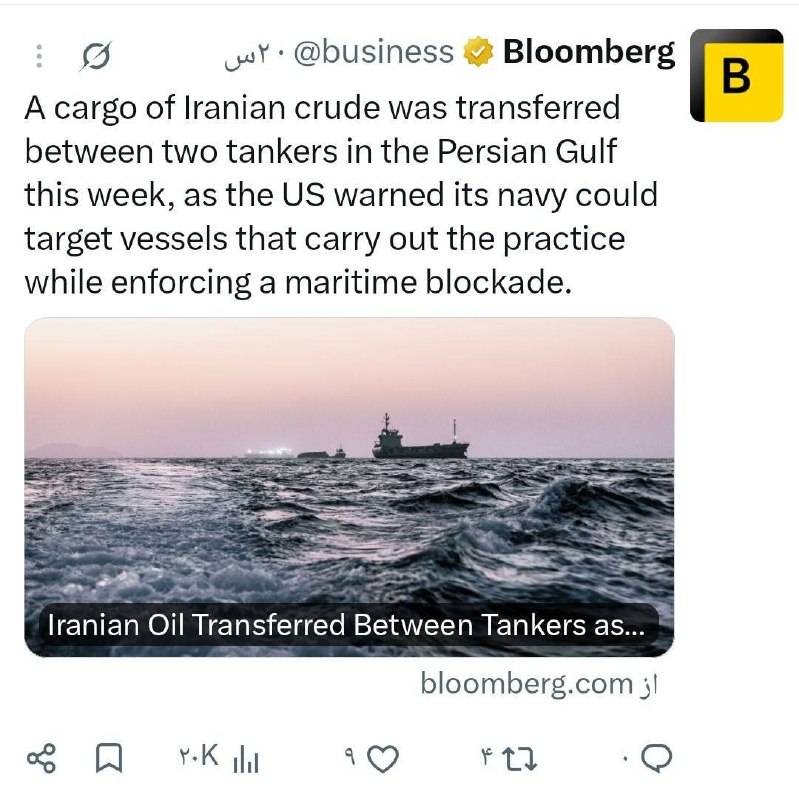 Bloomberg @business · ۲س
B
A cargo of Iranian crude was transferred
between two tankers in the Persian Gulf
this week, as the US warned its navy could
target vessels that carry out the practice
while enforcing a maritime blockade.
Iranian Oil Transferred Between Tankers as...
از bloomberg.com
۰ ۴ ۹ ۲۰K